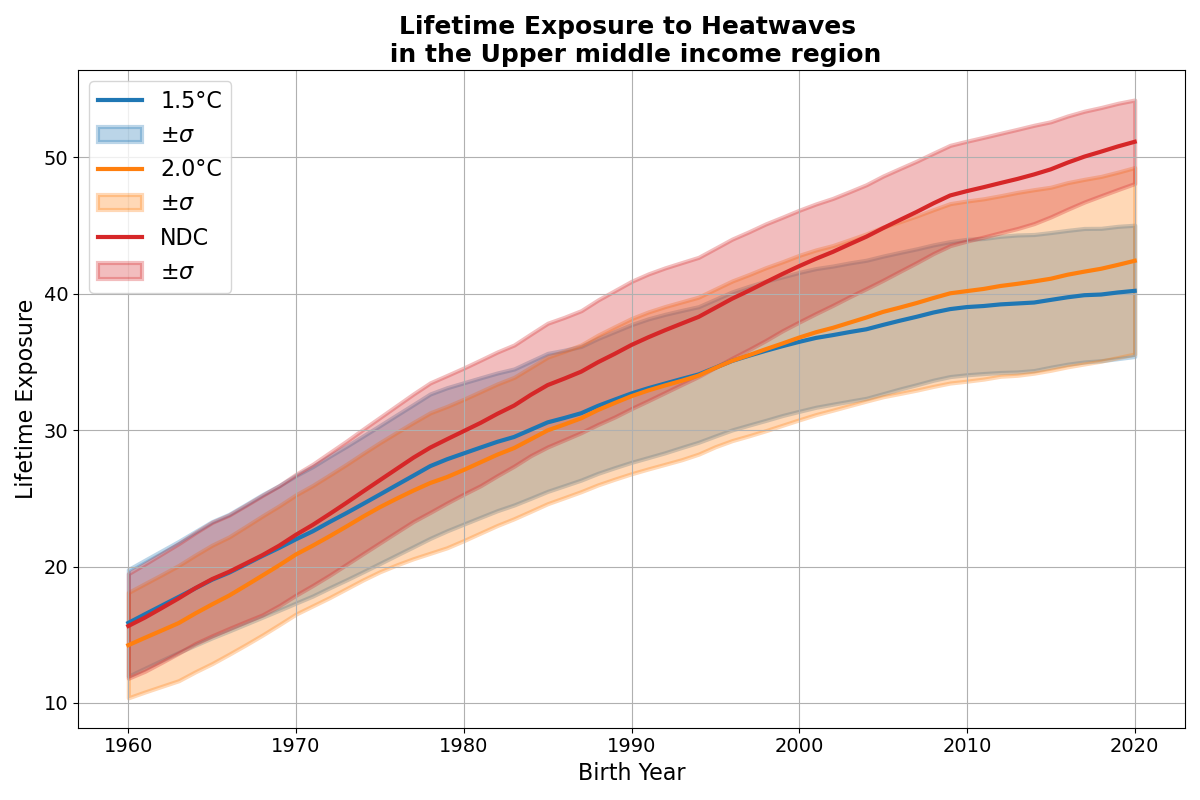 Lifetime Exposure to Heatwaves
in the Upper middle income region
1.5°C
±σ
2.0°C
±σ
NDC
±σ
Lifetime Exposure
50
40
30
20
10
1960 1970 1980 1990 2000 2010 2020
Birth Year